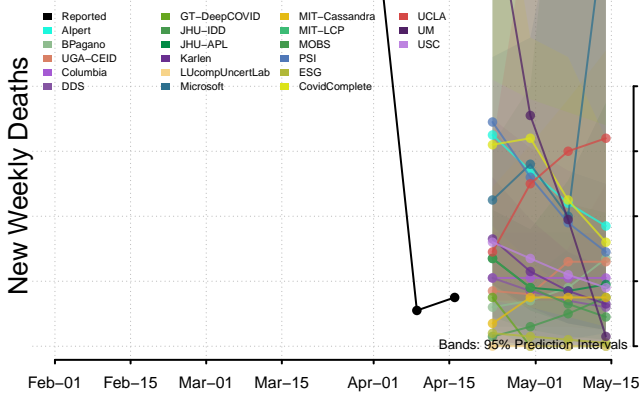 Reported
Alpert
BPagano
UGA−CEID
Columbia
DDS
GT−DeepCOVID
JHU−IDD
JHU−APL
Karlen
LUcompUncertLab
Microsoft
MIT−Cassandra
MIT−LCP
MOBS
PSI
ESG
CovidComplete
UCLA
UM
USC
New Weekly Deaths
Bands: 95% Prediction Intervals
Feb−01 Feb−15 Mar−01 Mar−15 Apr−01 Apr−15 May−01 May−15